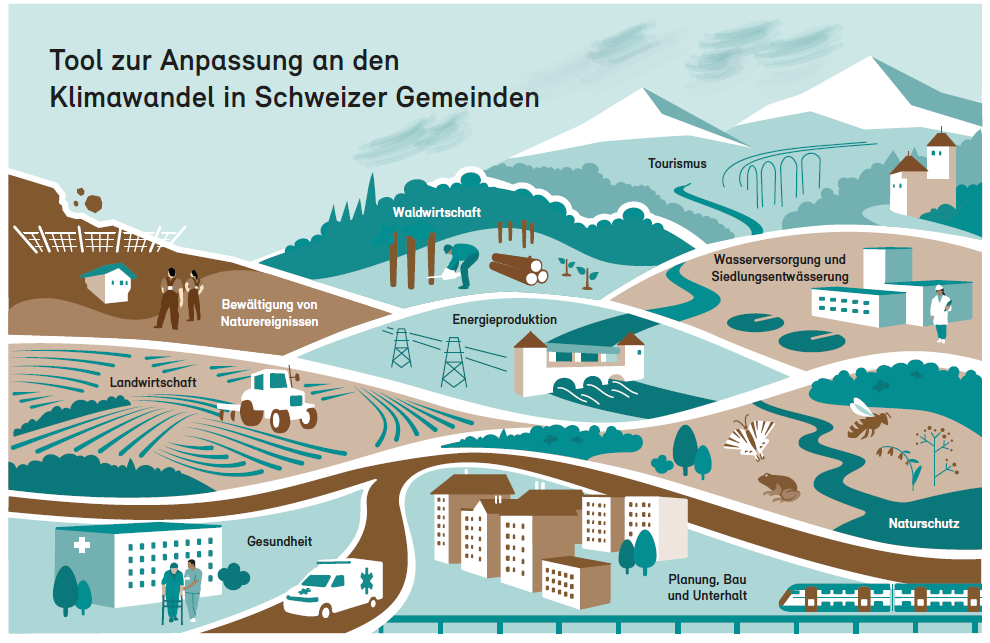 Tool zur Anpassung an den
Klimawandel in Schweizer Gemeinden
Tourismus
Waldwirtschaft
Wasserversorgung und
Siedlungsentwässerung
Bewältigung von
Naturereignissen
Energieproduktion
Landwirtschaft
Naturschutz
Gesundheit
Planung, Bau
und Unterhalt